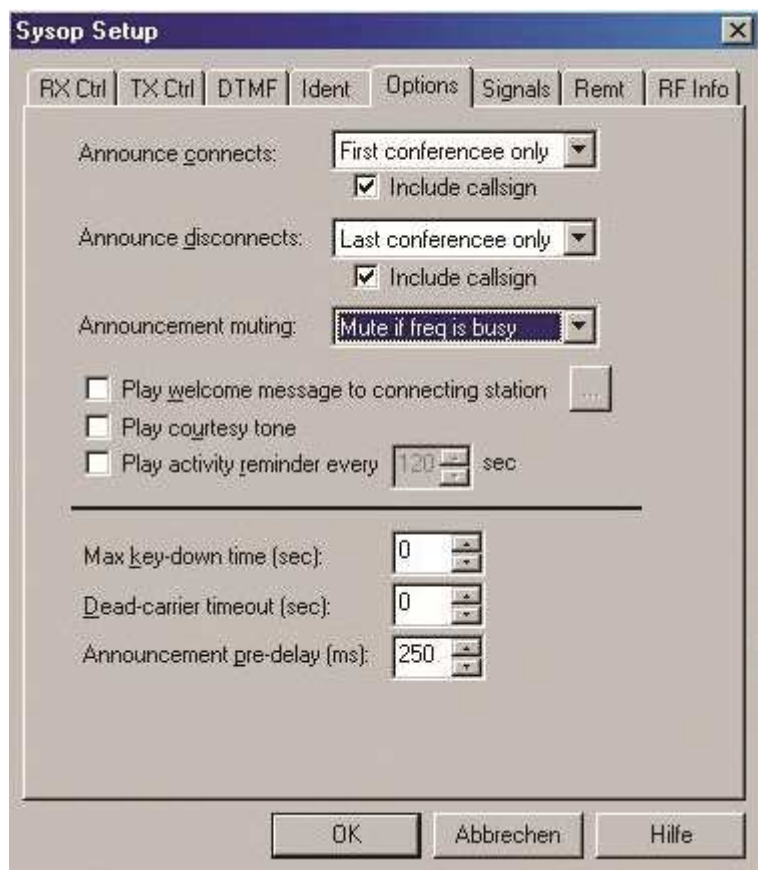 Sysop Setup
RX Ctrl TX Ctrl DTMF Ident Options Signals Remt RF Info
Announce connects: First conferencee only
Include callsign
Announce disconnects: Last conferencee only
Include callsign
Announcement muting: Mute if freq is busy
Play welcome message to connecting station ...
Play courtesy tone
Play activity reminder every 120 sec
Max key-down time (sec): 0
Dead-carrier timeout (sec): 0
Announcement pre-delay (ms): 250
OK Abbrechen Hilfe